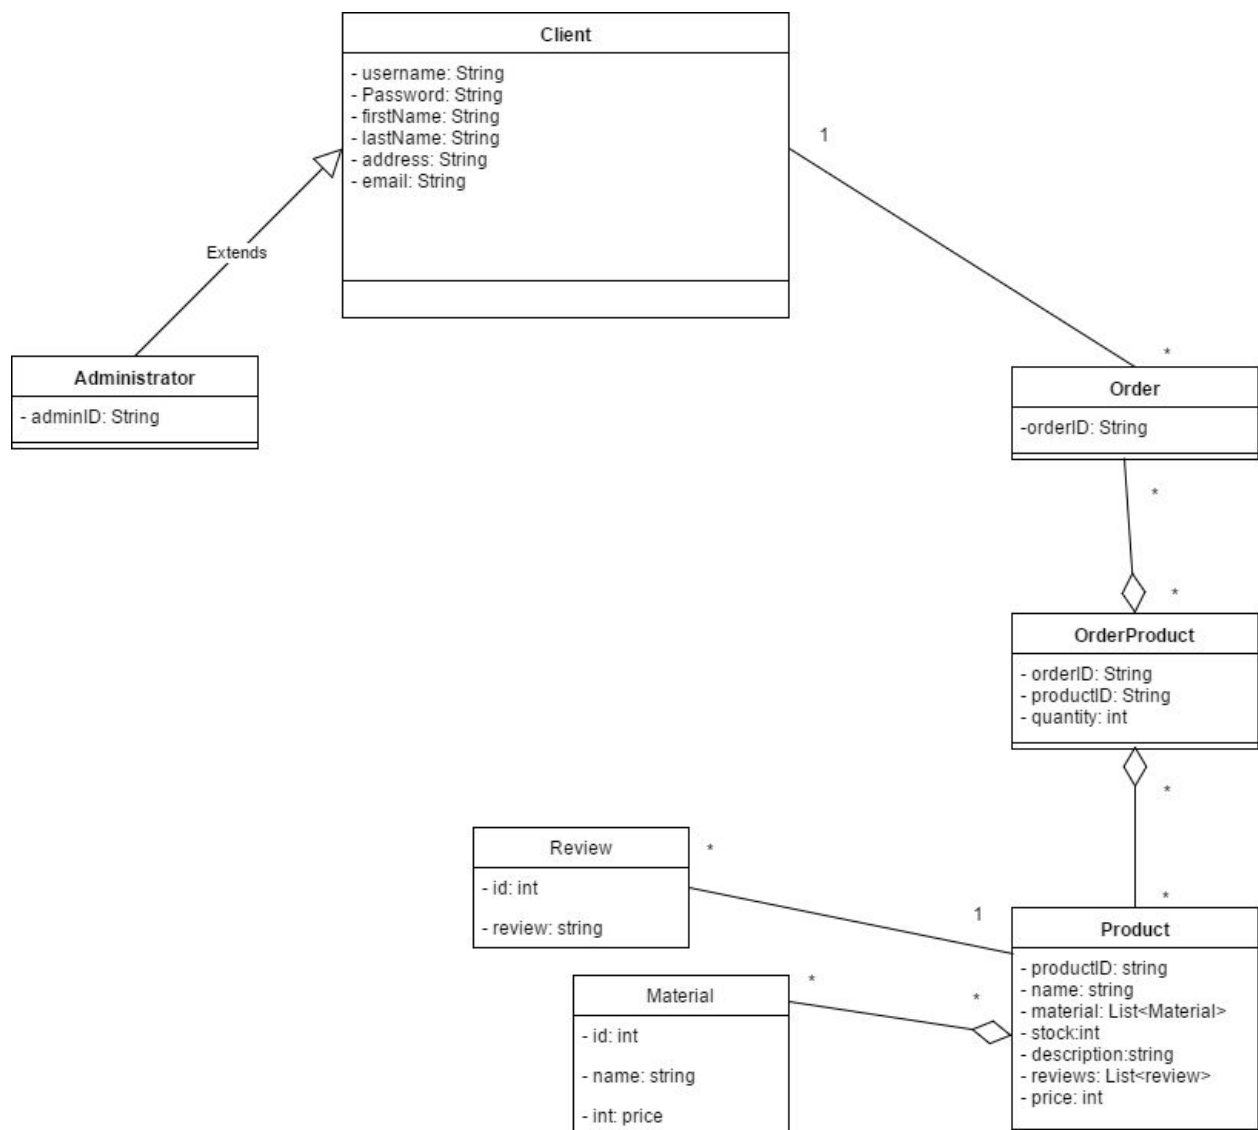 Client
- username: String
- Password: String
- firstName: String
- lastName: String
- address: String
- email: String
1
Extends
*
Administrator
- adminID: String
Order
-orderID: String
*
*
OrderProduct
- orderID: String
- productID: String
- quantity: int
*
Review
- id: int
- review: string
*
1
*
Product
- productID: string
- name: string
- material: List<Material>
- stock:int
- description:string
- reviews: List<review>
- price: int
*
*
Material
- id: int
- name: string
- int: price